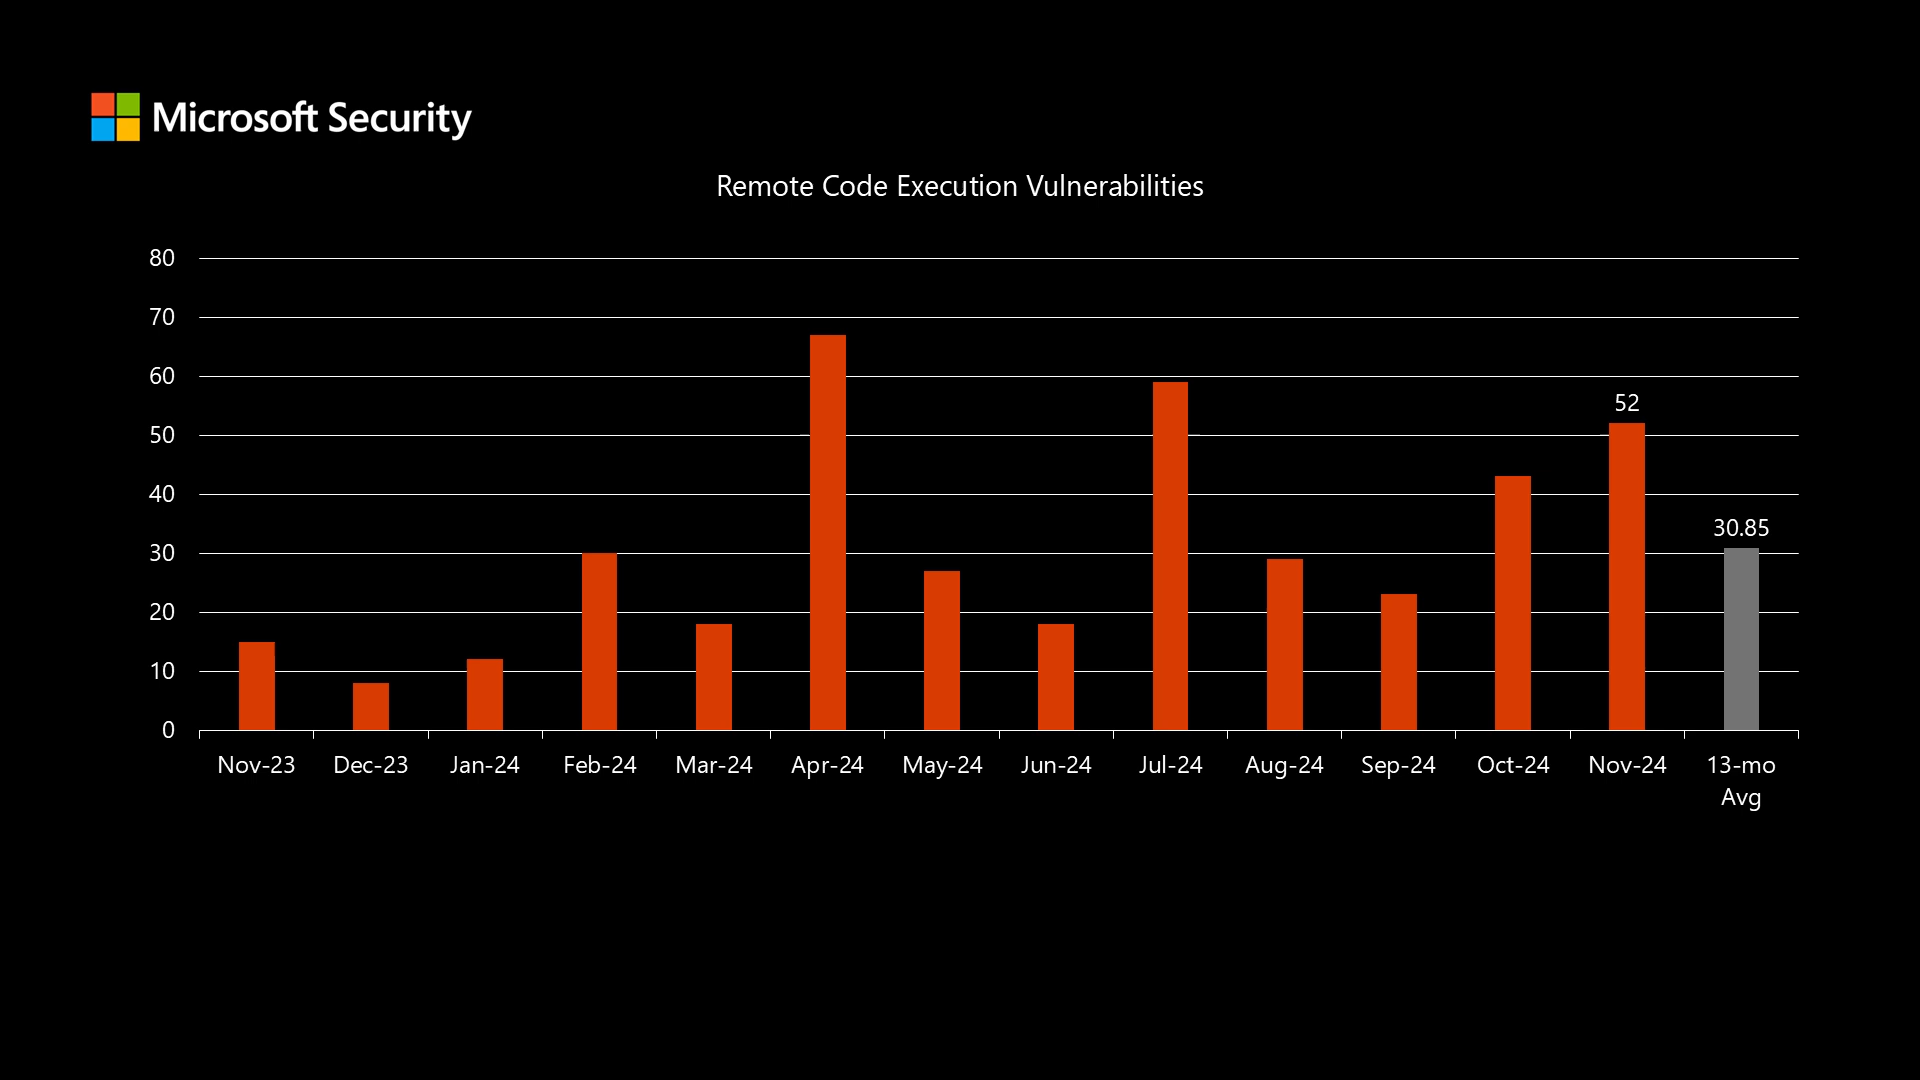 Microsoft Security
Remote Code Execution Vulnerabilities
80
70
60
50
40
30
20
10
0
52
30.85
Nov-23 Dec-23 Jan-24 Feb-24 Mar-24 Apr-24 May-24 Jun-24 Jul-24 Aug-24 Sep-24 Oct-24 Nov-24 13-mo
Avg